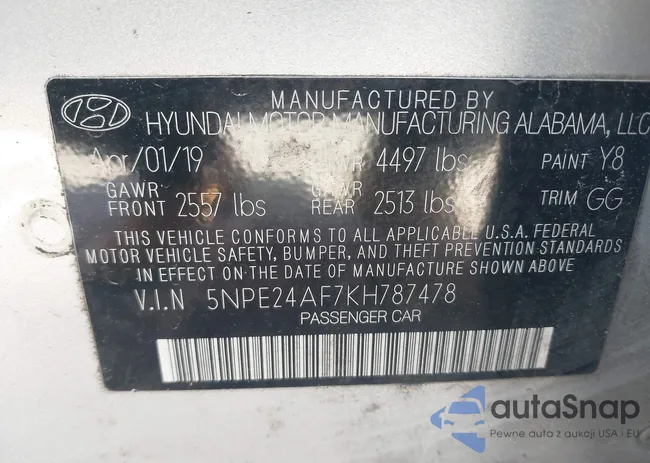 MANUFACTURED BY
HYUNDAI MOTOR MANUFACTURING ALABAMA, LLC
Apr/01/19 GVWR 4497 lbs PAINT Y8
GAWR FRONT 2557 lbs GAWR REAR 2513 lbs TRIM GG
THIS VEHICLE CONFORMS TO ALL APPLICABLE U.S.A. FEDERAL
MOTOR VEHICLE SAFETY, BUMPER, AND THEFT PREVENTION STANDARDS
IN EFFECT ON THE DATE OF MANUFACTURE SHOWN ABOVE
V.I.N 5NPE24AF7KH787478
PASSENGER CAR
autaSnap
Pewne auta z aukcji USA i EU